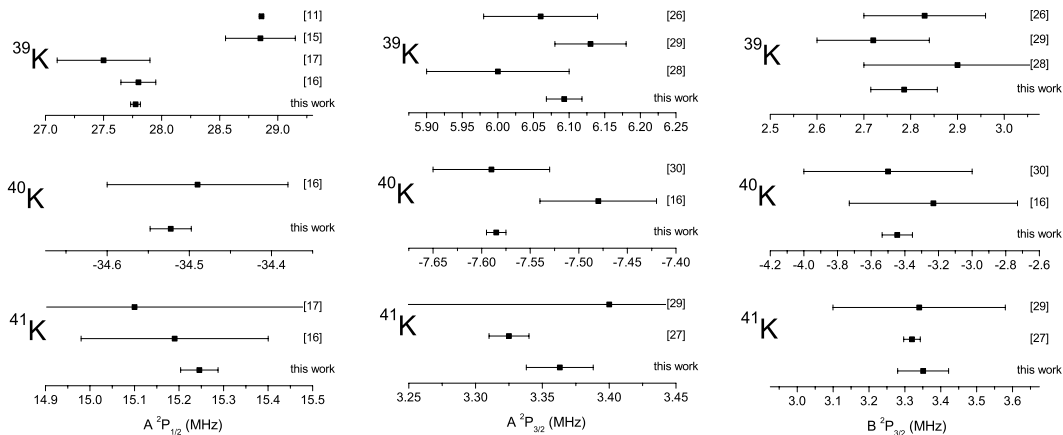 [11]
[15]
³⁹K [17]
[16]
this work
27.0 27.5 28.0 28.5 29.0
[26]
³⁹K [29]
[28]
this work
5.90 5.95 6.00 6.05 6.10 6.15 6.20 6.25
[26]
³⁹K [29]
[28]
this work
2.5 2.6 2.7 2.8 2.9 3.0
⁴⁰K [16]
this work
-34.6 -34.5 -34.4
[30]
⁴⁰K [16]
this work
-7.65 -7.60 -7.55 -7.50 -7.45 -7.40
[30]
⁴⁰K [16]
this work
-4.2 -4.0 -3.8 -3.6 -3.4 -3.2 -3.0 -2.8 -2.6
[17]
⁴¹K [16]
this work
14.9 15.0 15.1 15.2 15.3 15.4 15.5
A ²P₁/₂ (MHz)
[29]
⁴¹K [27]
this work
3.25 3.30 3.35 3.40 3.45
A ²P₃/₂ (MHz)
[29]
⁴¹K [27]
this work
3.0 3.1 3.2 3.3 3.4 3.5 3.6
B ²P₃/₂ (MHz)